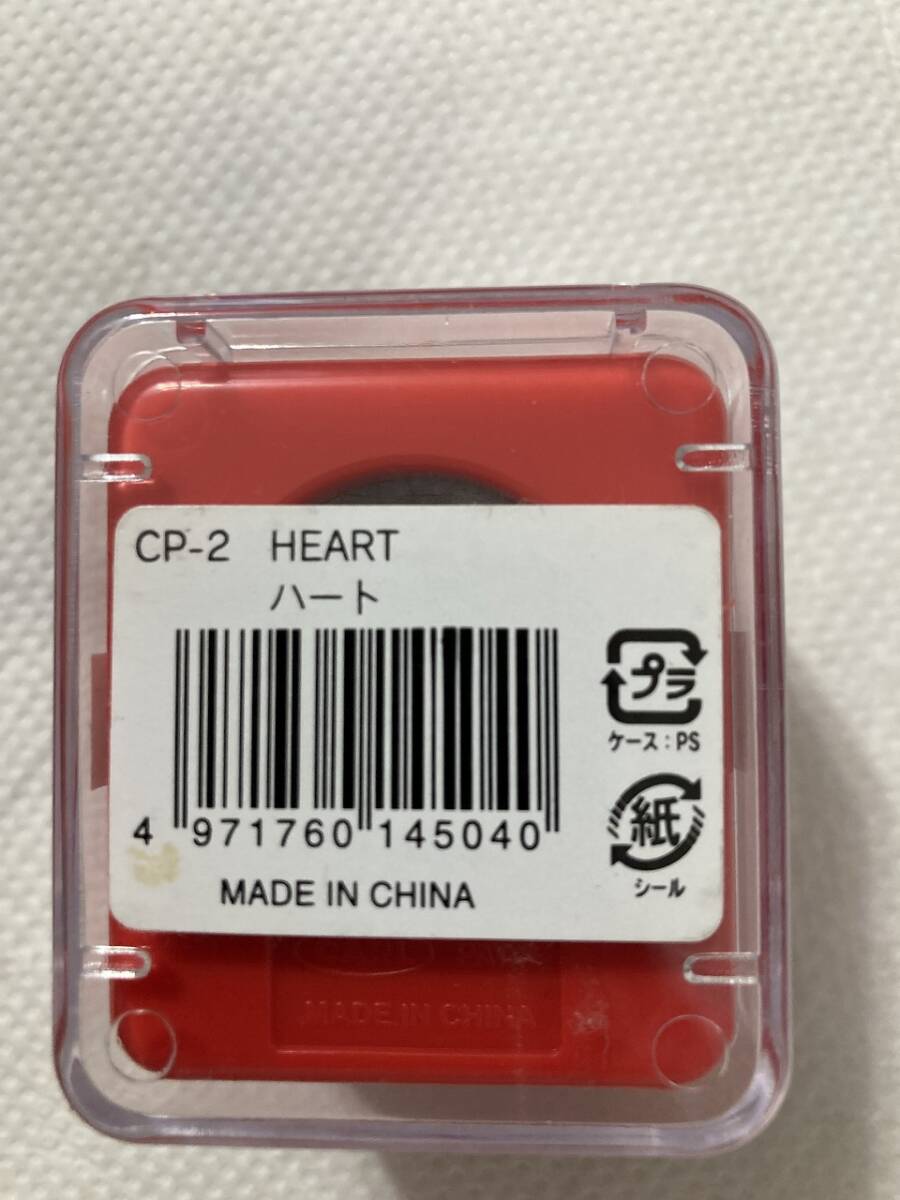 CP-2 HEART
ハート
プラ
ケース:PS
4 971760 145040
紙
シール
MADE IN CHINA
MADE IN CHINA